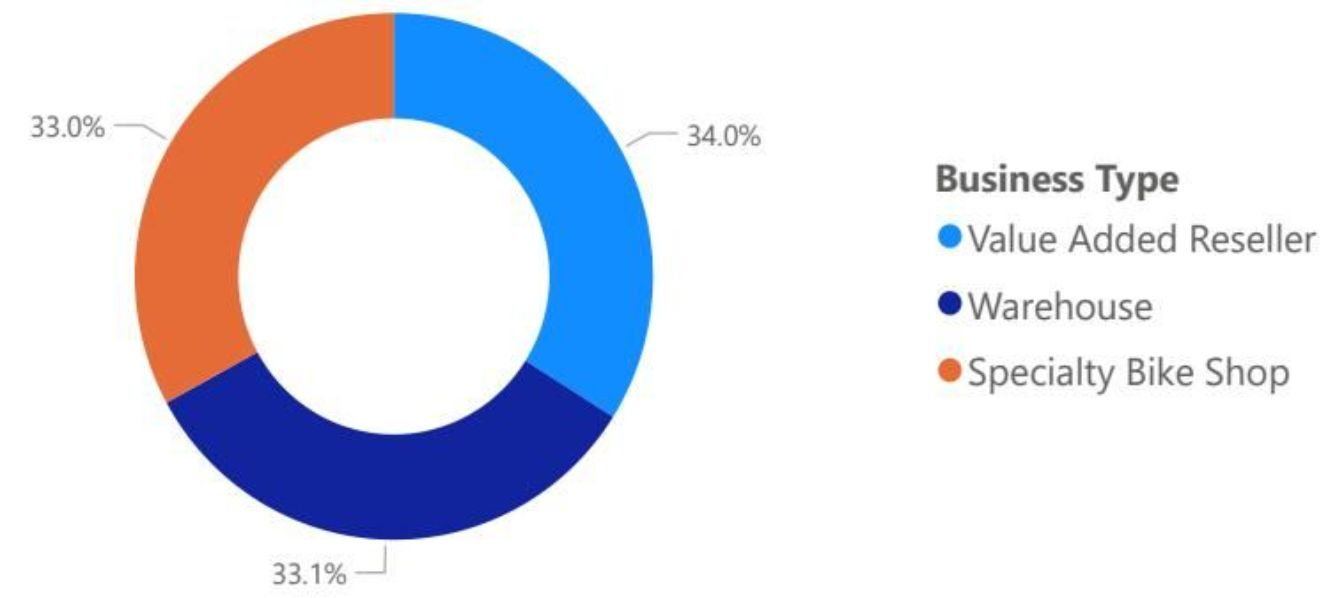 33.0%
34.0%
33.1%
Business Type
Value Added Reseller
Warehouse
Specialty Bike Shop